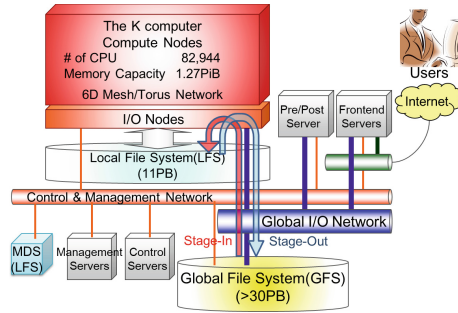 The K computer
Compute Nodes
# of CPU 82,944
Memory Capacity 1.27PiB
6D Mesh/Torus Network
I/O Nodes
Local File System(LFS)
(11PB)
Pre/Post
Server
Frontend
Servers
Users
Internet
Control & Management Network
Global I/O Network
MDS
(LFS)
Management
Servers
Control
Servers
Stage-In
Stage-Out
Global File System(GFS)
(>30PB)